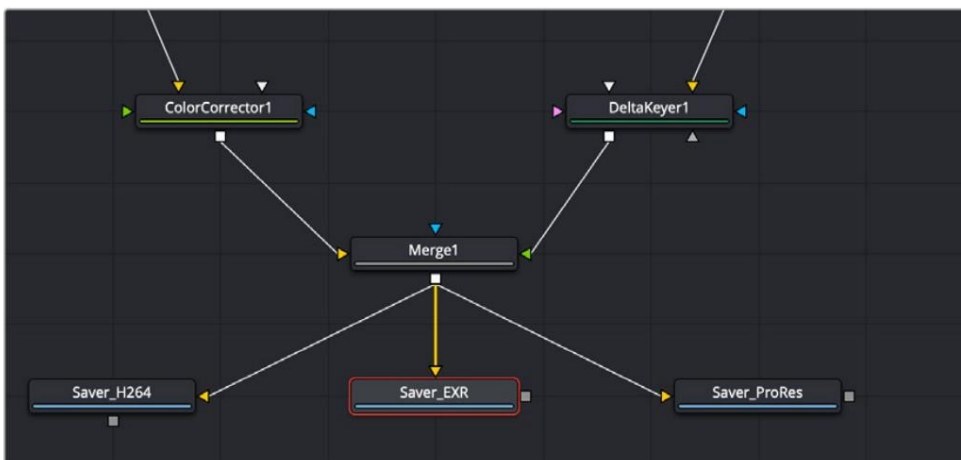 ColorCorrector1
DeltaKeyer1
Merge1
Saver_H264
Saver_EXR
Saver_ProRes